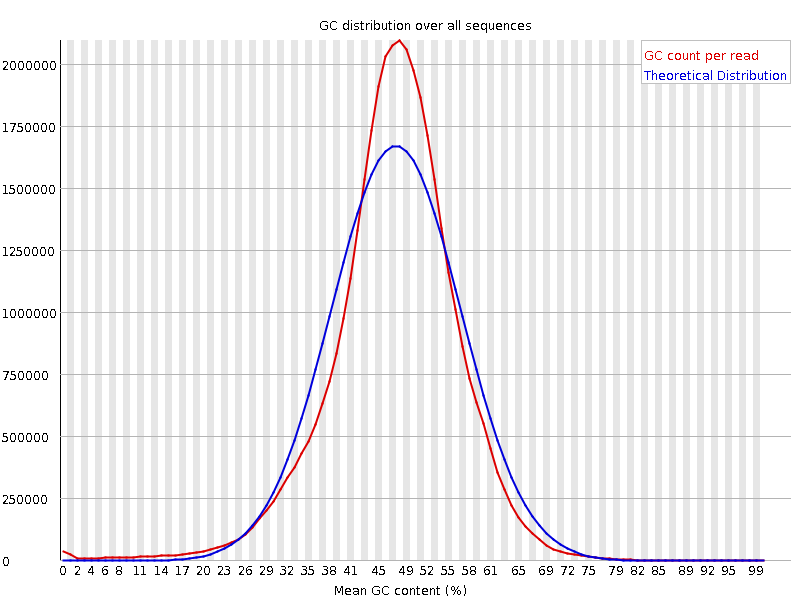 GC distribution over all sequences
GC count per read
Theoretical Distribution
2000000
1750000
1500000
1250000
1000000
750000
500000
250000
0
0 2 4 6 8 11 14 17 20 23 26 29 32 35 38 41 45 49 52 55 58 61 65 69 72 75 79 82 85 89 92 95 99
Mean GC content (%)